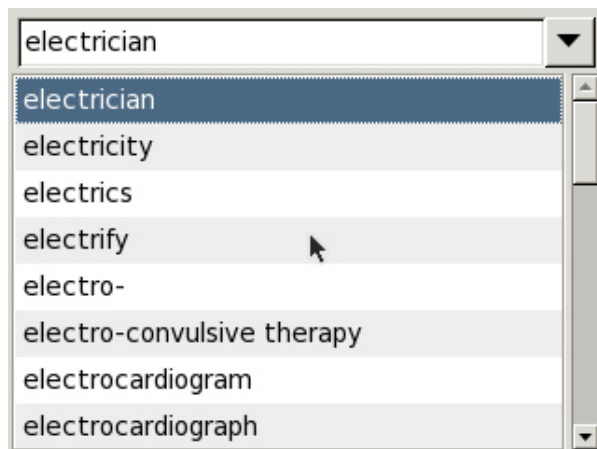 electrician
electrician
electricity
electrics
electrify
electro-
electro-convulsive therapy
electrocardiogram
electrocardiograph